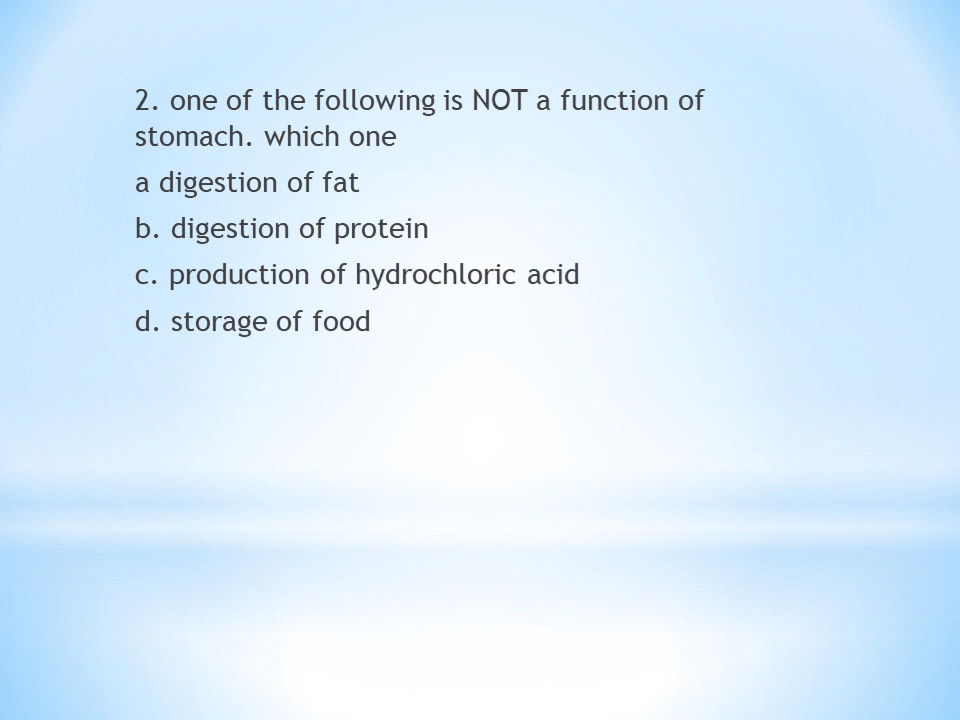 2. one of the following is NOT a function of
stomach. which one
a digestion of fat
b. digestion of protein
c. production of hydrochloric acid
d. storage of food